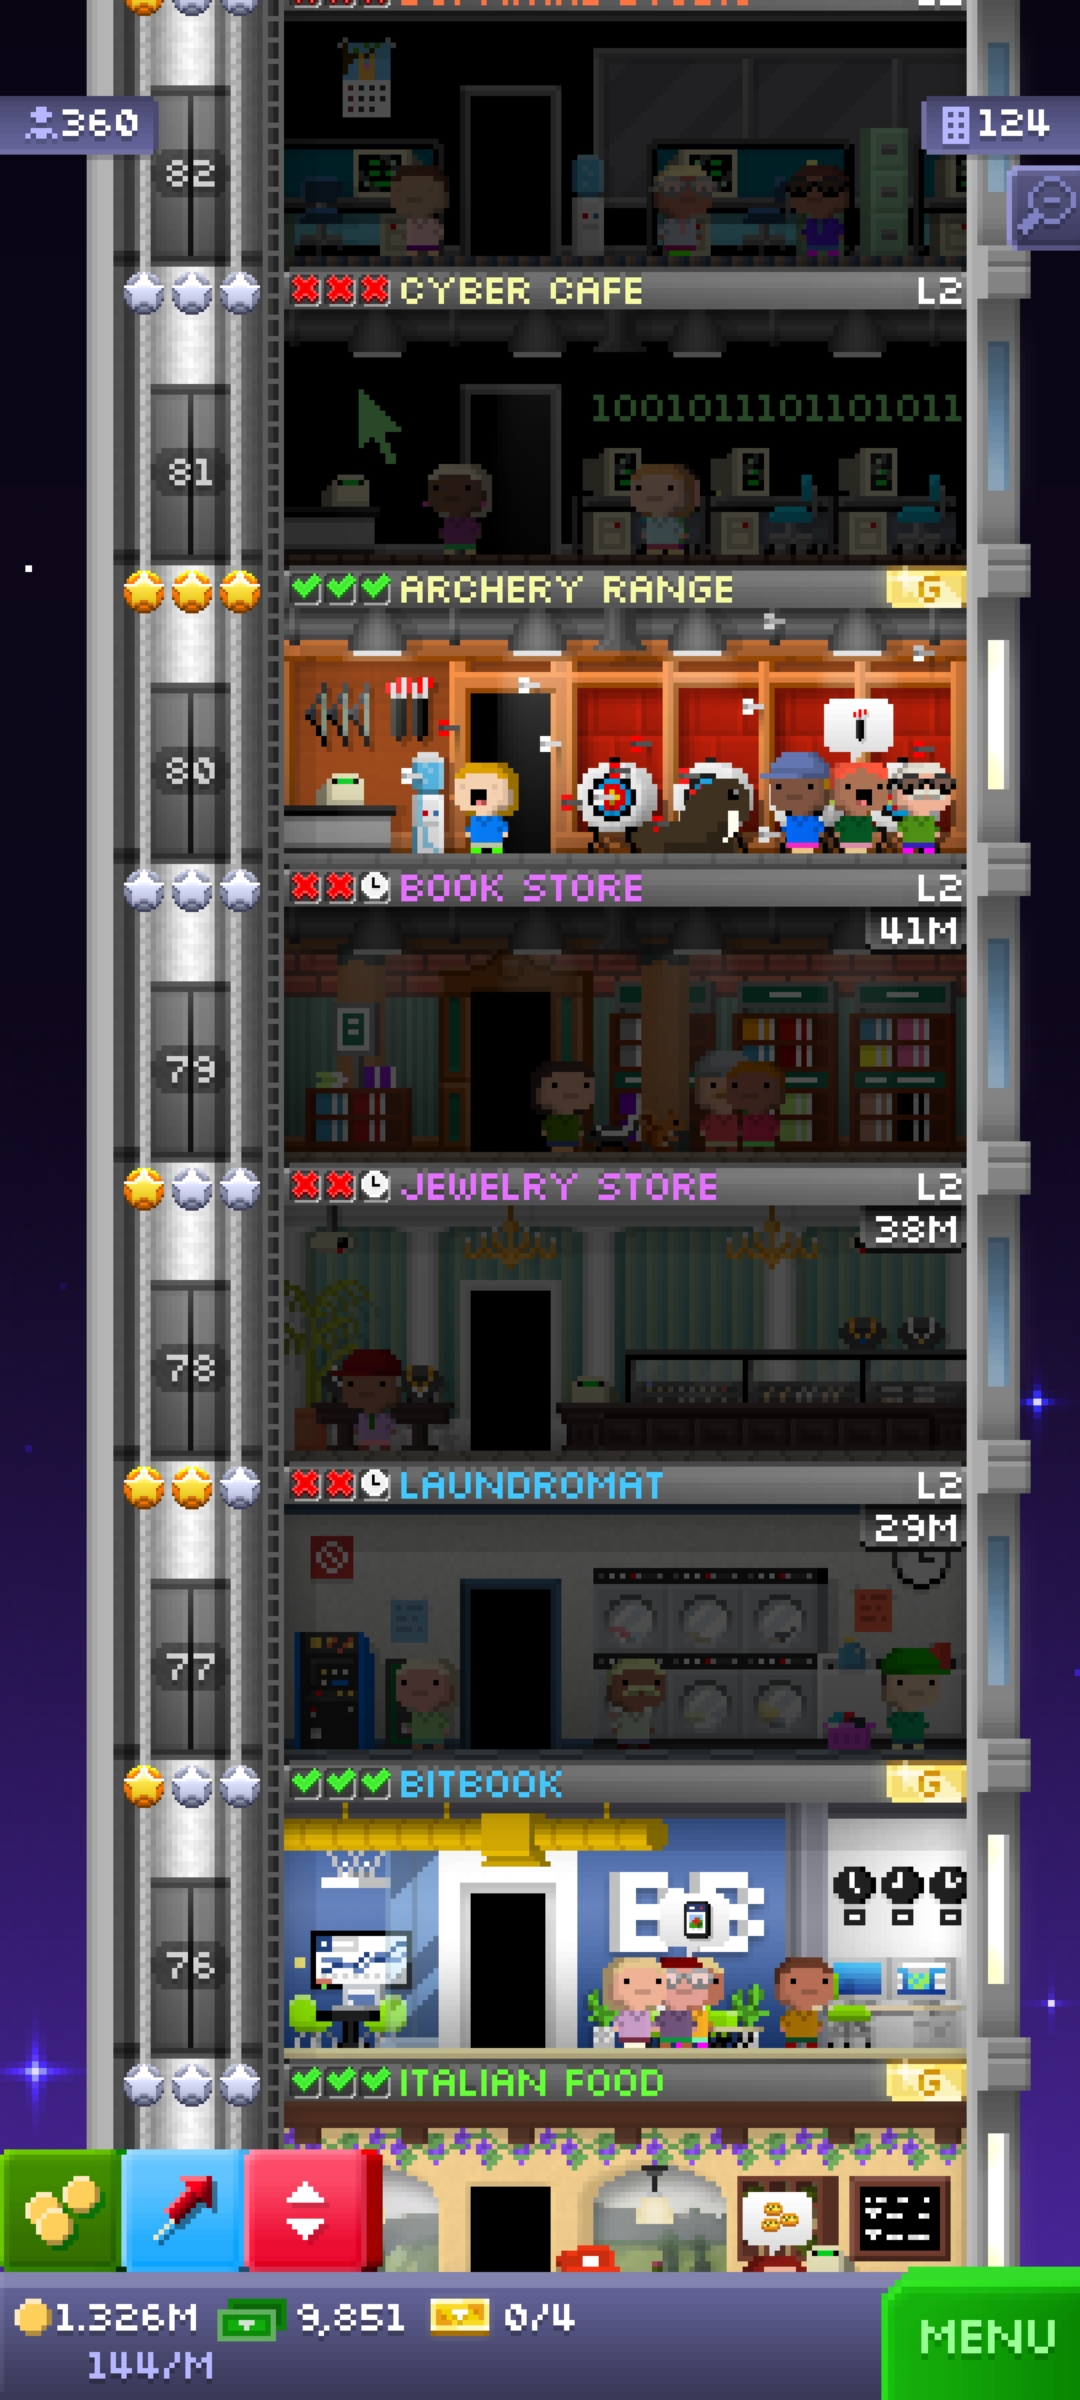 L2
360
124
82
CYBER CAFE L2
1001011101101011
81
ARCHERY RANGE G
80
BOOK STORE L2
41M
79
JEWELRY STORE L2
38M
78
LAUNDROMAT L2
29M
77
BITBOOK G
76
ITALIAN FOOD G
1.326M 9,851 0/4
144/M
MENU